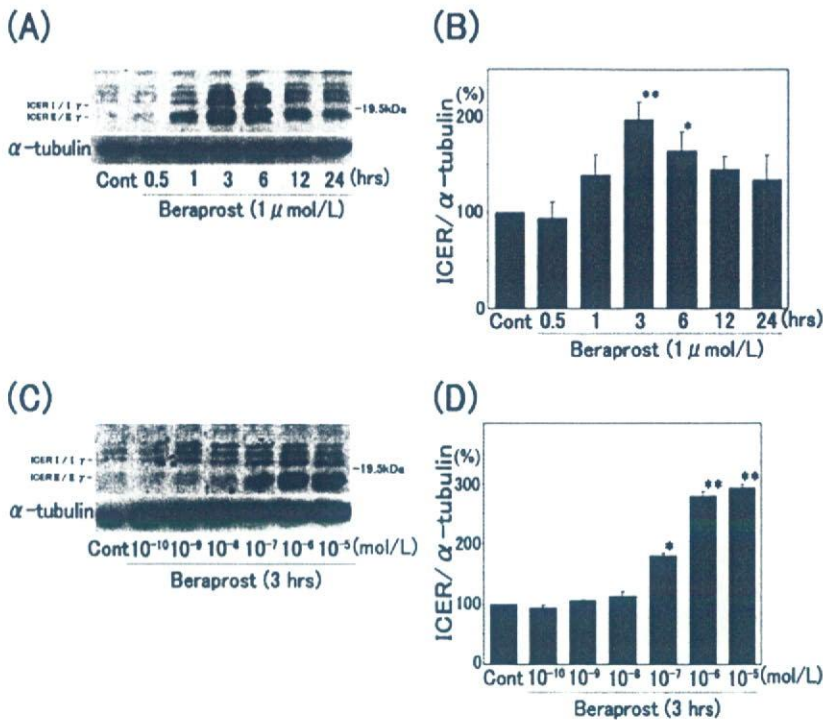 (A)
ICER I / I γ-
ICER II / II γ-
-19.5kDa
α-tubulin
Cont 0.5 1 3 6 12 24 (hrs)
Beraprost (1 μ mol/L)
(B)
(%)
200
100
0
ICER/ α-tubulin
**
*
Cont 0.5 1 3 6 12 24 (hrs)
Beraprost (1 μ mol/L)
(C)
ICER I / I γ-
ICER II / II γ-
-19.5kDa
α-tubulin
Cont 10⁻¹⁰ 10⁻⁹ 10⁻⁸ 10⁻⁷ 10⁻⁶ 10⁻⁵ (mol/L)
Beraprost (3 hrs)
(D)
(%)
300
200
100
0
ICER/ α-tubulin
*
**
**
Cont 10⁻¹⁰ 10⁻⁹ 10⁻⁸ 10⁻⁷ 10⁻⁶ 10⁻⁵ (mol/L)
Beraprost (3 hrs)